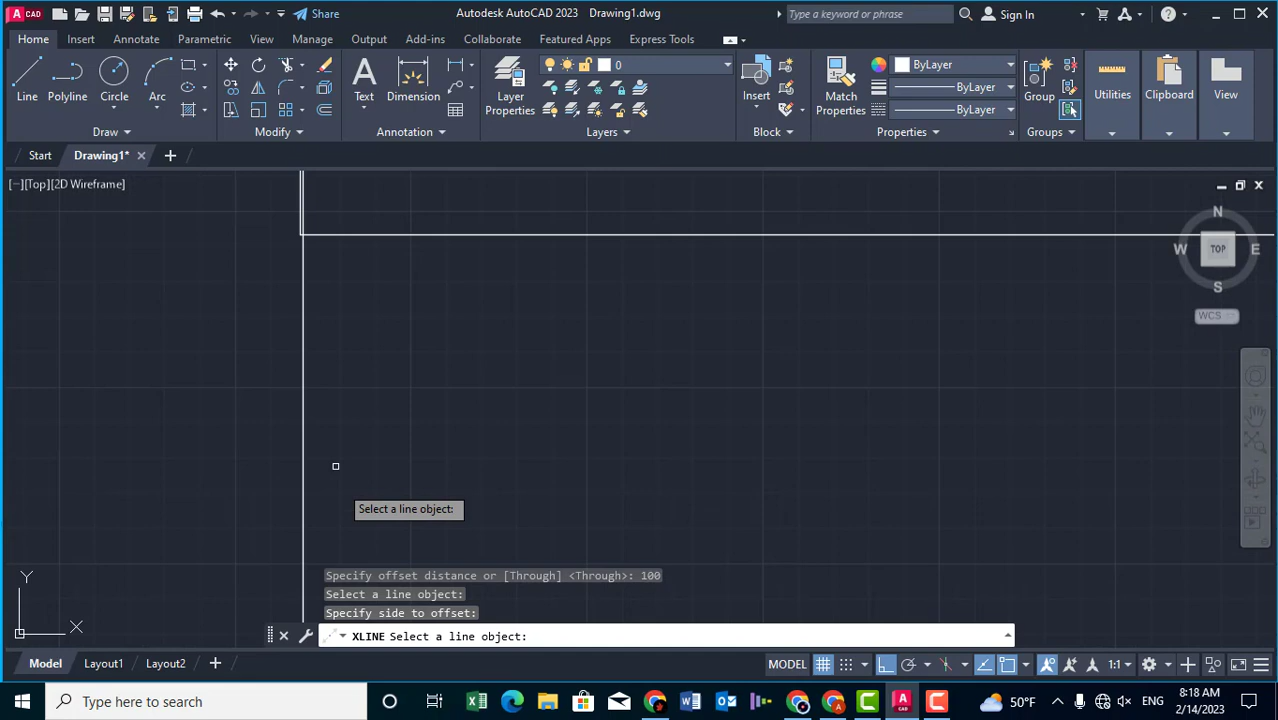 CAD
Share
Autodesk AutoCAD 2023 Drawing1.dwg
Type a keyword or phrase
Sign In
Home Insert Annotate Parametric View Manage Output Add-ins Collaborate Featured Apps Express Tools
0
ByLayer
ByLayer
ByLayer
Line Polyline Circle Arc Text Dimension Layer Properties Insert Match Properties Group Utilities Clipboard View
Draw Modify Annotation Layers Block Properties Groups
Start Drawing1*
[−][Top][2D Wireframe]
N
W TOP E
S
WCS
Select a line object:
Y
X
Specify offset distance or [Through] <Through>: 100
Select a line object:
Specify side to offset:
XLINE Select a line object:
Model Layout1 Layout2
MODEL 1:1
Type here to search
50°F
ENG
8:18 AM
2/14/2023